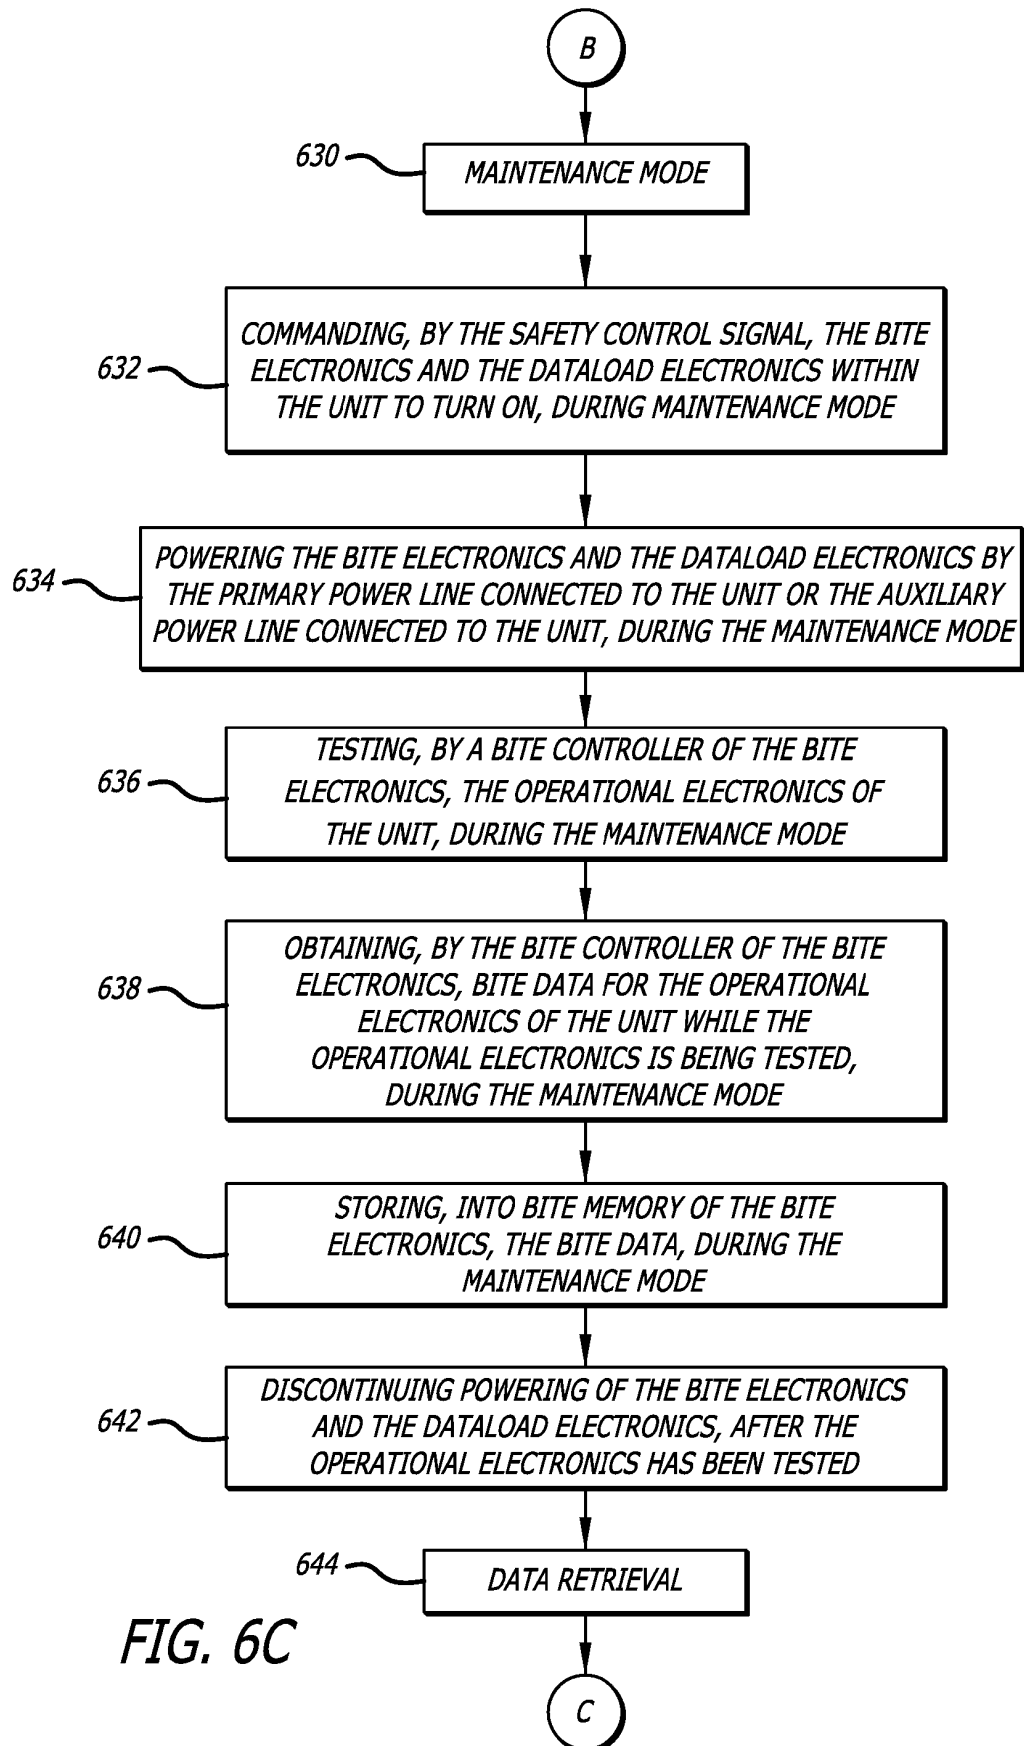 B
630
MAINTENANCE MODE
632
COMMANDING, BY THE SAFETY CONTROL SIGNAL, THE BITE
ELECTRONICS AND THE DATALOAD ELECTRONICS WITHIN
THE UNIT TO TURN ON, DURING MAINTENANCE MODE
634
POWERING THE BITE ELECTRONICS AND THE DATALOAD ELECTRONICS BY
THE PRIMARY POWER LINE CONNECTED TO THE UNIT OR THE AUXILIARY
POWER LINE CONNECTED TO THE UNIT, DURING THE MAINTENANCE MODE
636
TESTING, BY A BITE CONTROLLER OF THE BITE
ELECTRONICS, THE OPERATIONAL ELECTRONICS OF
THE UNIT, DURING THE MAINTENANCE MODE
638
OBTAINING, BY THE BITE CONTROLLER OF THE BITE
ELECTRONICS, BITE DATA FOR THE OPERATIONAL
ELECTRONICS OF THE UNIT WHILE THE
OPERATIONAL ELECTRONICS IS BEING TESTED,
DURING THE MAINTENANCE MODE
640
STORING, INTO BITE MEMORY OF THE BITE
ELECTRONICS, THE BITE DATA, DURING THE
MAINTENANCE MODE
642
DISCONTINUING POWERING OF THE BITE ELECTRONICS
AND THE DATALOAD ELECTRONICS, AFTER THE
OPERATIONAL ELECTRONICS HAS BEEN TESTED
644
DATA RETRIEVAL
FIG. 6C
C